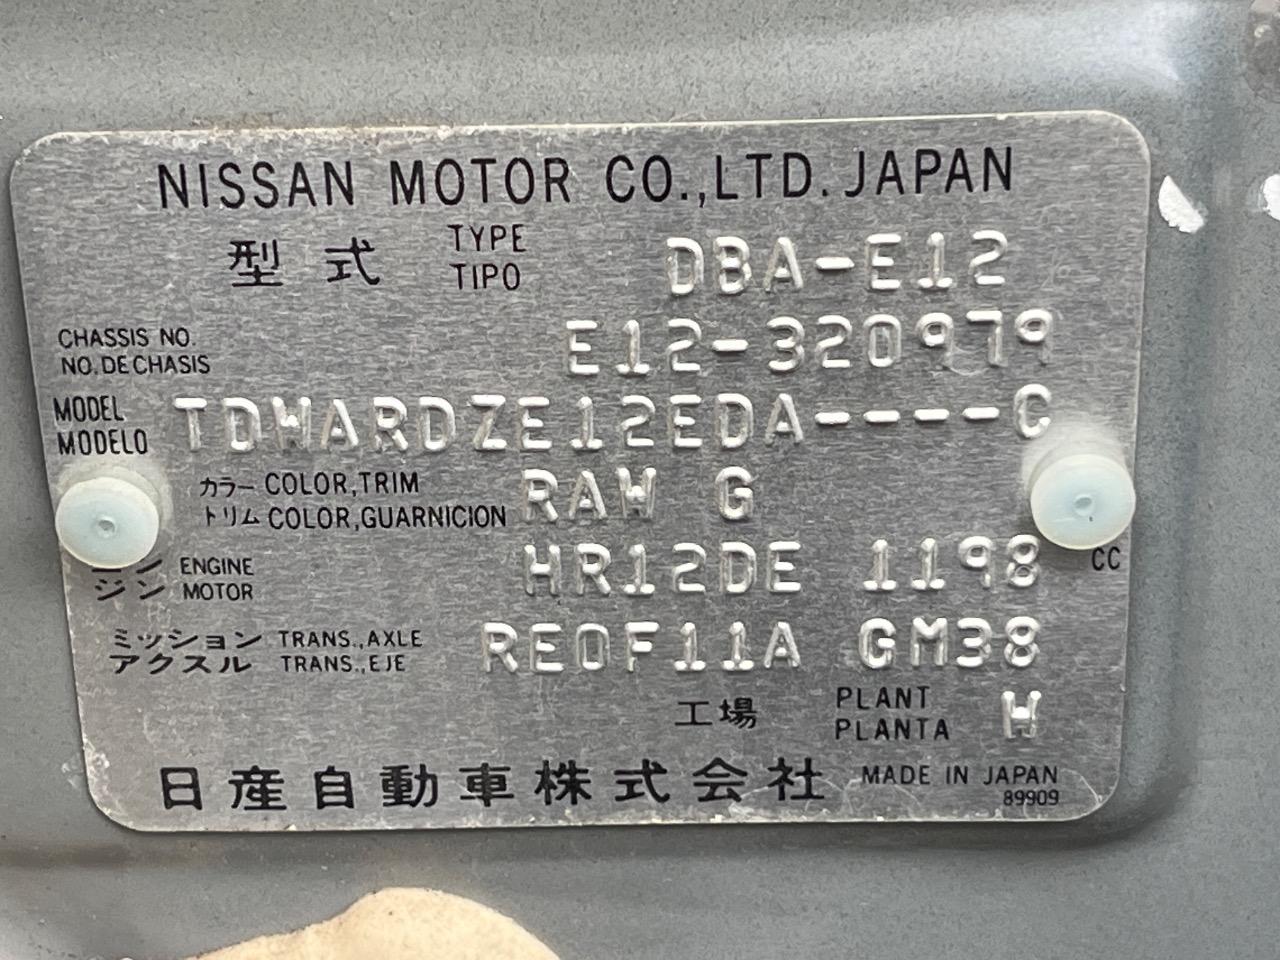 NISSAN MOTOR CO.,LTD. JAPAN
型式 TYPE DBA-E12
TIPO
CHASSIS NO. E12-320979
NO. DE CHASIS
MODEL TDWARDZE12EDA----C
MODELO
カラー COLOR,TRIM RAW G
トリム COLOR,GUARNICION
ン ENGINE HR12DE 1198 CC
ジン MOTOR
ミッション TRANS.,AXLE RE0F11A GM38
アクスル TRANS.,EJE
工場 PLANT H
PLANTA
日産自動車株式会社 MADE IN JAPAN
89909